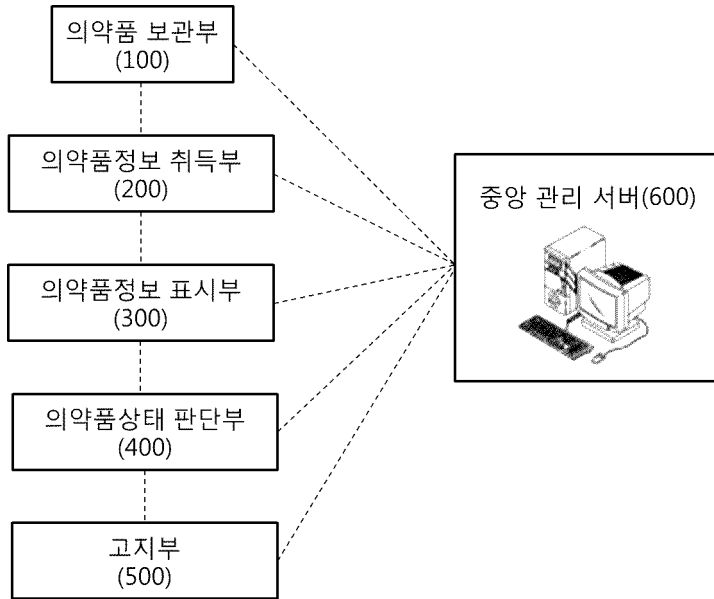 의약품 보관부
(100)
의약품정보 취득부
(200)
중앙 관리 서버(600)
의약품정보 표시부
(300)
의약품상태 판단부
(400)
고지부
(500)